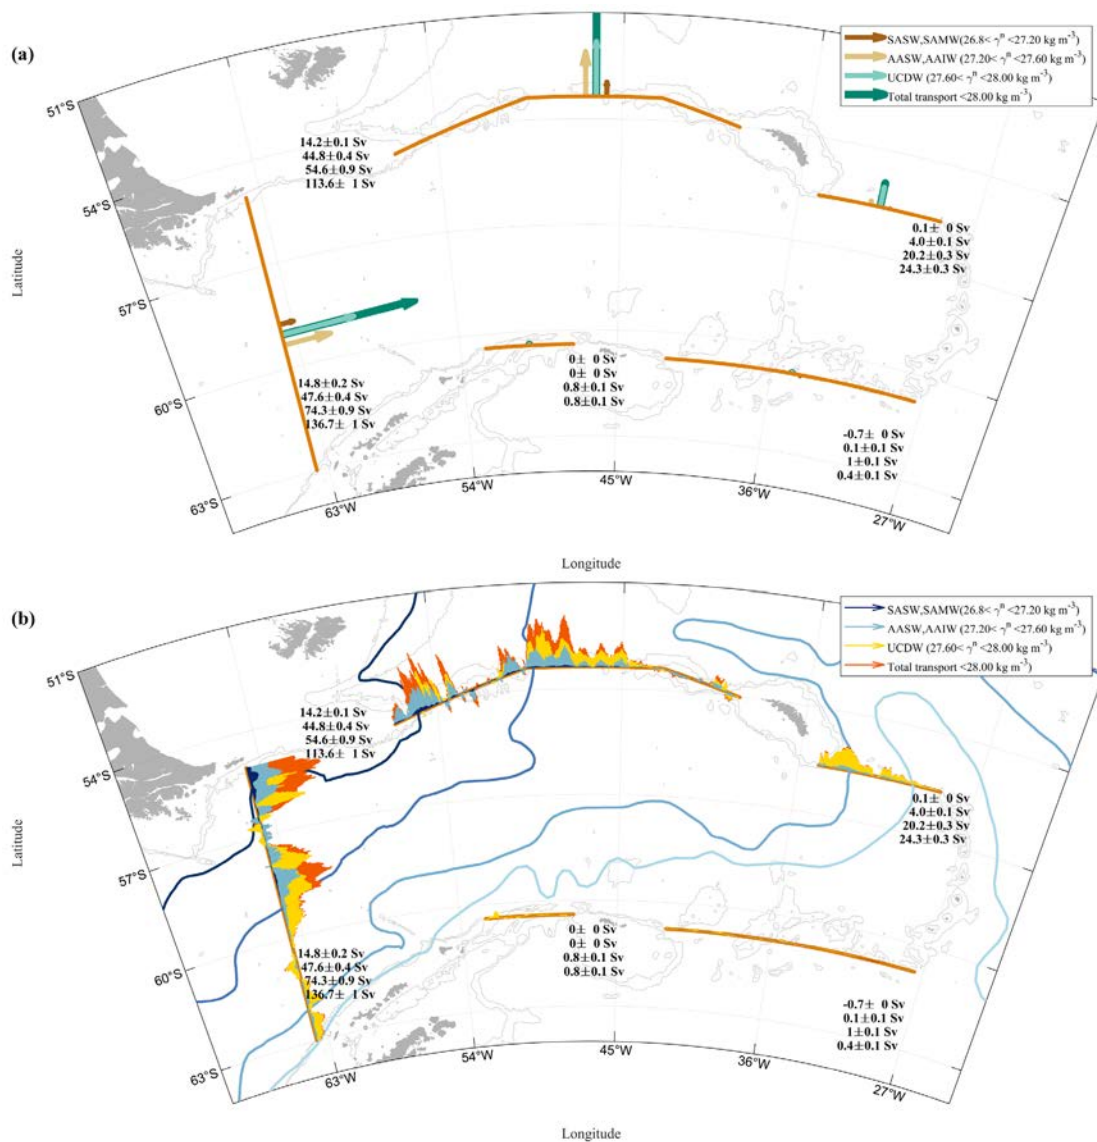 (a)
SASW,SAMW(26.8< γⁿ <27.20 kg m⁻³)
AASW,AAIW (27.20< γⁿ <27.60 kg m⁻³)
UCDW (27.60< γⁿ <28.00 kg m⁻³)
Total transport <28.00 kg m⁻³)
51°S
54°S
57°S
60°S
63°S
Latitude
14.2±0.1 Sv
44.8±0.4 Sv
54.6±0.9 Sv
113.6± 1 Sv
0.1± 0 Sv
4.0±0.1 Sv
20.2±0.3 Sv
24.3±0.3 Sv
14.8±0.2 Sv
47.6±0.4 Sv
74.3±0.9 Sv
136.7± 1 Sv
0± 0 Sv
0± 0 Sv
0.8±0.1 Sv
0.8±0.1 Sv
-0.7± 0 Sv
0.1±0.1 Sv
1±0.1 Sv
0.4±0.1 Sv
63°W
54°W
45°W
36°W
27°W
Longitude
(b)
SASW,SAMW(26.8< γⁿ <27.20 kg m⁻³)
AASW,AAIW (27.20< γⁿ <27.60 kg m⁻³)
UCDW (27.60< γⁿ <28.00 kg m⁻³)
Total transport <28.00 kg m⁻³)
51°S
54°S
57°S
60°S
63°S
Latitude
14.2±0.1 Sv
44.8±0.4 Sv
54.6±0.9 Sv
113.6± 1 Sv
0.1± 0 Sv
4.0±0.1 Sv
20.2±0.3 Sv
24.3±0.3 Sv
14.8±0.2 Sv
47.6±0.4 Sv
74.3±0.9 Sv
136.7± 1 Sv
0± 0 Sv
0± 0 Sv
0.8±0.1 Sv
0.8±0.1 Sv
-0.7± 0 Sv
0.1±0.1 Sv
1±0.1 Sv
0.4±0.1 Sv
63°W
54°W
45°W
36°W
27°W
Longitude